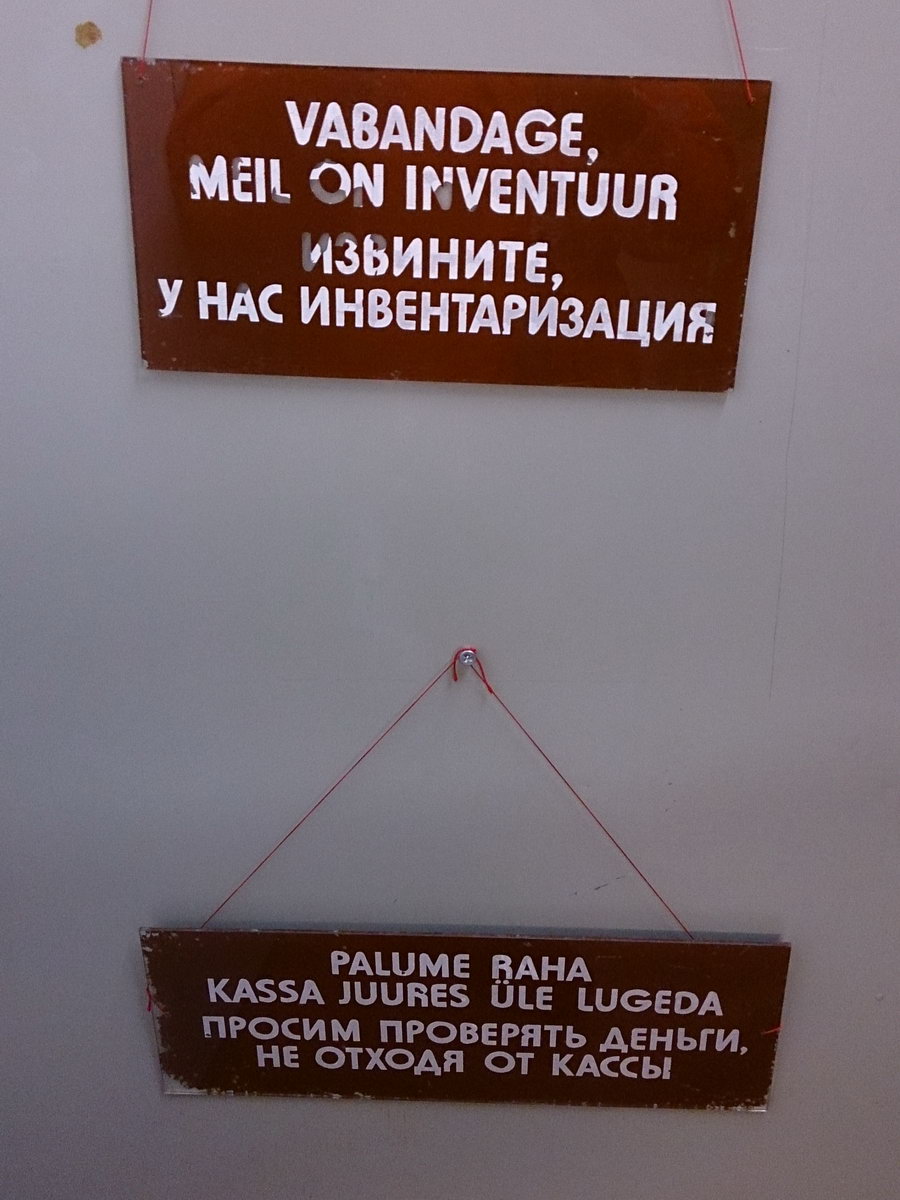 VABANDAGE,
MEIL ON INVENTUUR
ИЗВИНИТЕ,
У НАС ИНВЕНТАРИЗАЦИЯ
PALUME RAHA
KASSA JUURES ÜLE LUGEDA
ПРОСИМ ПРОВЕРЯТЬ ДЕНЬГИ,
НЕ ОТХОДЯ ОТ КАССЫ